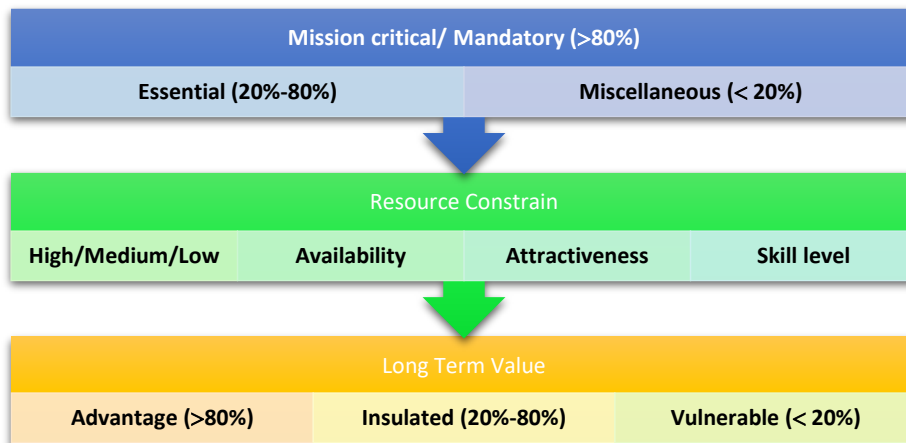 Mission critical/ Mandatory (>80%)
Essential (20%-80%)
Miscellaneous (< 20%)
Resource Constrain
High/Medium/Low
Availability
Attractiveness
Skill level
Long Term Value
Advantage (>80%)
Insulated (20%-80%)
Vulnerable (< 20%)